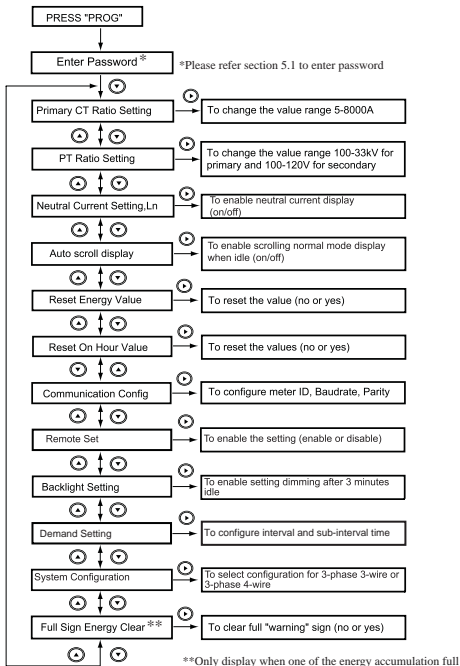 PRESS "PROG"
Enter Password*
*Please refer section 5.1 to enter password
Primary CT Ratio Setting
To change the value range 5-8000A
PT Ratio Setting
To change the value range 100-33kV for
primary and 100-120V for secondary
Neutral Current Setting,Ln
To enable neutral current display
(on/off)
Auto scroll display
To enable scrolling normal mode display
when idle (on/off)
Reset Energy Value
To reset the value (no or yes)
Reset On Hour Value
To reset the values (no or yes)
Communication Config
To configure meter ID, Baudrate, Parity
Remote Set
To enable the setting (enable or disable)
Backlight Setting
To enable setting dimming after 3 minutes
idle
Demand Setting
To configure interval and sub-interval time
System Configuration
To select configuration for 3-phase 3-wire or
3-phase 4-wire
Full Sign Energy Clear**
To clear full "warning" sign (no or yes)
**Only display when one of the energy accumulation full